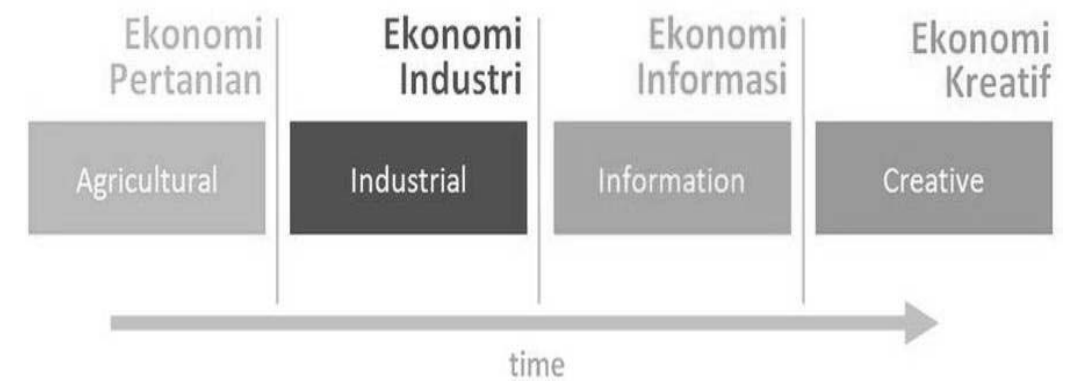 Ekonomi
Pertanian
Ekonomi
Industri
Ekonomi
Informasi
Ekonomi
Kreatif
Agricultural
Industrial
Information
Creative
time